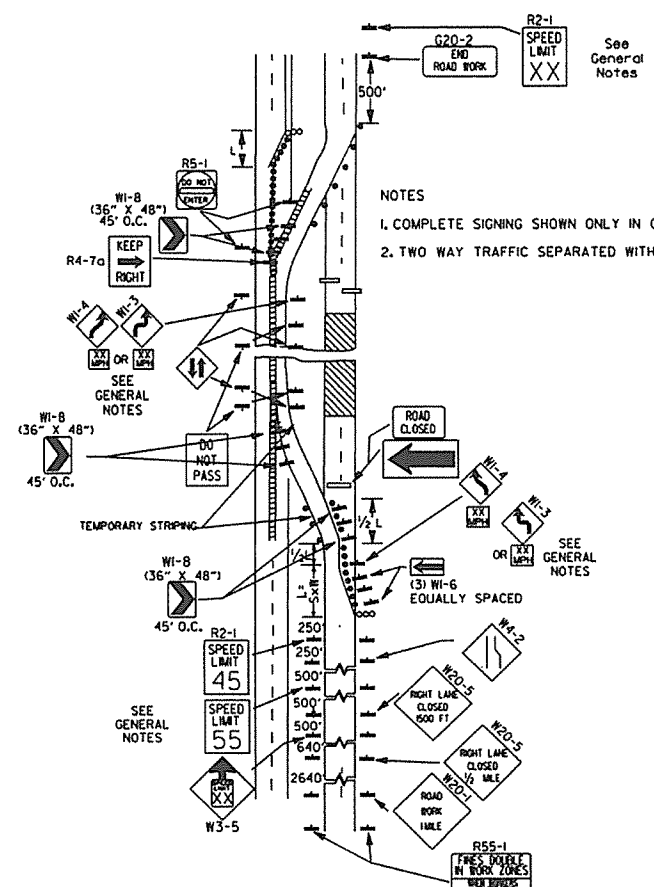 R2-1
SPEED
LIMIT
XX
See
General
Notes
G20-2
END
ROAD WORK
500'
L
R5-1
DO NOT
ENTER
W1-8
(36" X 48")
45' O.C.
KEEP
RIGHT
R4-7a
NOTES
1. COMPLETE SIGNING SHOWN ONLY IN
2. TWO WAY TRAFFIC SEPARATED WITH
W1-4
W1-3
XX
MPH
OR
XX
MPH
SEE
GENERAL
NOTES
W1-8
(36" X 48")
45' O.C.
DO
NOT
PASS
ROAD
CLOSED
TEMPORARY STRIPING
1/2 L
W1-4
XX
MPH
W1-3
OR
XX
MPH
SEE
GENERAL
NOTES
W1-8
(36" X 48")
45' O.C.
1/2 L
L=
SxW
(3) W1-6
EQUALLY SPACED
R2-1
SPEED
LIMIT
45
250'
250'
500'
500'
500'
640'
2640'
W4-2
SEE
GENERAL
NOTES
SPEED
LIMIT
55
W20-5
RIGHT LANE
CLOSED
1500 FT
W20-5
RIGHT LANE
CLOSED
1/2 MILE
XX
W3-5
W20-1
ROAD
WORK
1 MILE
R55-1
FINES DOUBLE
IN WORK ZONES
WHEN WORKERS